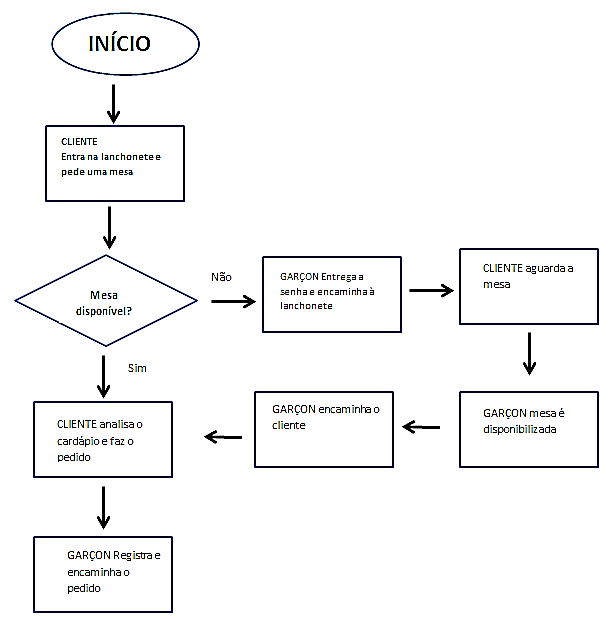 INÍCIO
CLIENTE
Entra na lanchonete e
pede uma mesa
Mesa
disponível?
Não
GARÇON Entrega a
senha e encaminha à
lanchonete
CLIENTE aguarda a
mesa
Sim
CLIENTE analisa o
cardápio e faz o
pedido
GARÇON encaminha o
cliente
GARÇON mesa é
disponibilizada
GARÇON Registra e
encaminha o
pedido